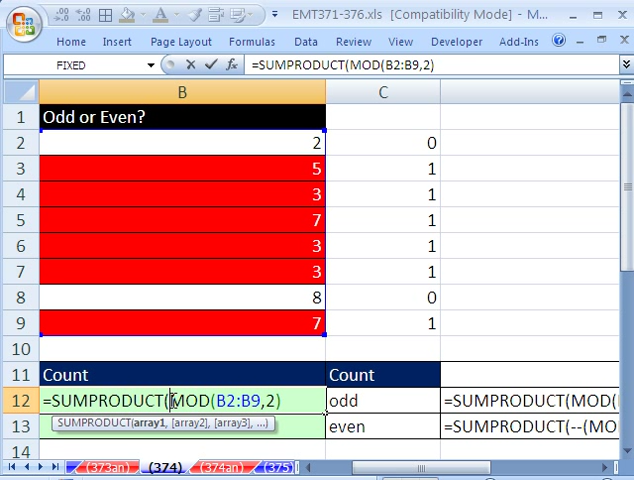 EMT371-376.xls [Compatibility Mode] - M...
Home Insert Page Layout Formulas Data Review View Developer Add-Ins
FIXED fx =SUMPRODUCT(MOD(B2:B9,2)
B C
1 Odd or Even?
2 2 0
3 5 1
4 3 1
5 7 1
6 3 1
7 3 1
8 8 0
9 7 1
10
11 Count Count
12 =SUMPRODUCT(MOD(B2:B9,2) odd =SUMPRODUCT(MOD(
SUMPRODUCT(array1, [array2], [array3], ...)
13 even =SUMPRODUCT(--(MO
14
(373an) (374) (374an) (375